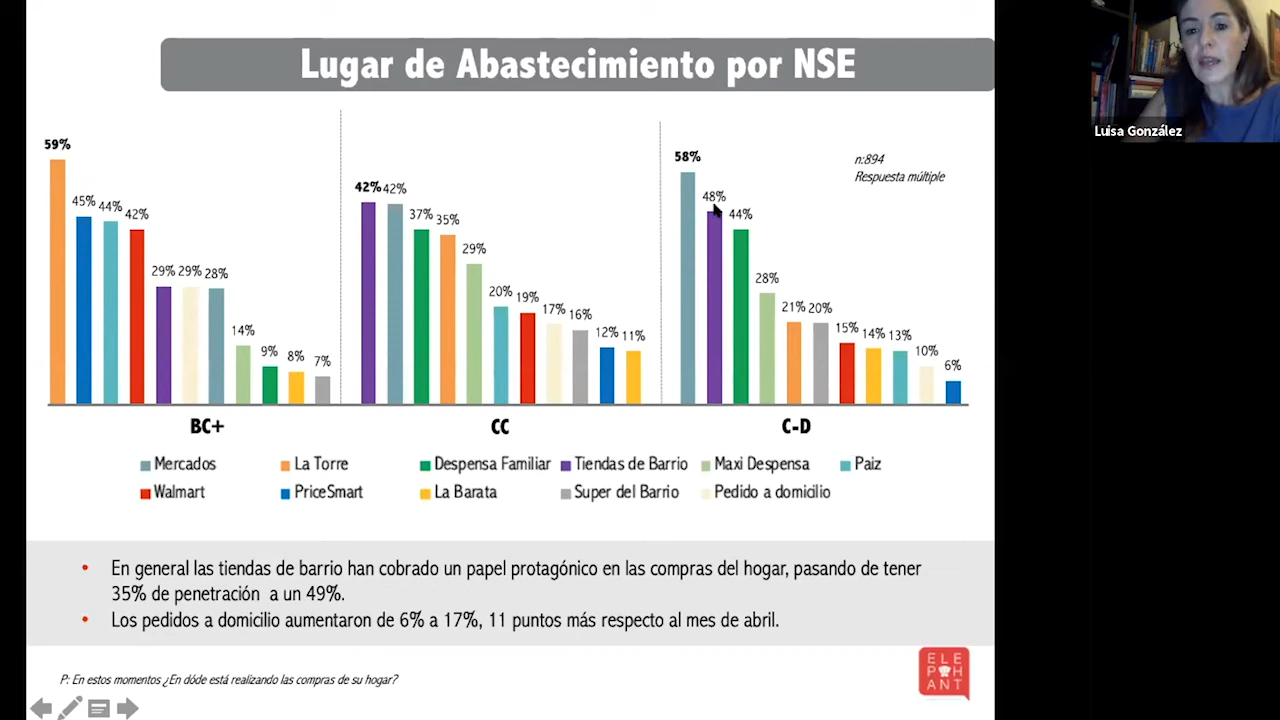 Lugar de Abastecimiento por NSE
Luisa González
59%
45%
44%
42%
29%
29%
28%
14%
9%
8%
7%
42%
42%
37%
35%
29%
20%
19%
17%
16%
12%
11%
58%
48%
44%
28%
21%
20%
15%
14%
13%
10%
6%
n:894
Respuesta múltiple
BC+
CC
C-D
Mercados
La Torre
Despensa Familiar
Tiendas de Barrio
Maxi Despensa
Paiz
Walmart
PriceSmart
La Barata
Super del Barrio
Pedido a domicilio
• En general las tiendas de barrio han cobrado un papel protagónico en las compras del hogar, pasando de tener
35% de penetración a un 49%.
• Los pedidos a domicilio aumentaron de 6% a 17%, 11 puntos más respecto al mes de abril.
P: En estos momentos ¿En dóde está realizando las compras de su hogar?
ELE
PHANT